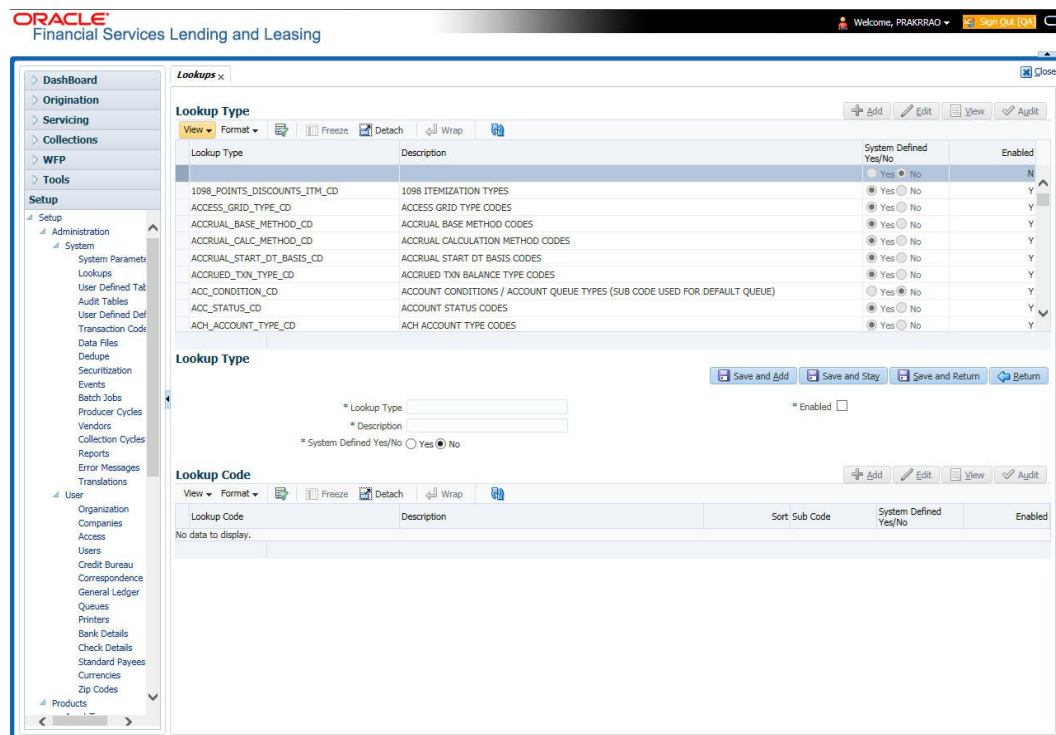 ORACLE
Financial Services Lending and Leasing
Welcome, PRAKRRAO
Sign Out [QA]
DashBoard
Origination
Servicing
Collections
WFP
Tools
Setup
Setup
Administration
System
System Paramete
Lookups
User Defined Tab
Audit Tables
User Defined Def
Transaction Code
Data Files
Dedupe
Securitization
Events
Batch Jobs
Producer Cycles
Vendors
Collection Cycles
Reports
Error Messages
Translations
User
Organization
Companies
Access
Users
Credit Bureau
Correspondence
General Ledger
Queues
Printers
Bank Details
Check Details
Standard Payees
Currencies
Zip Codes
Products
Lookups
Close
Lookup Type
Add Edit View Audit
View Format Freeze Detach Wrap
Lookup Type Description System Defined Yes/No Enabled
Yes No N
1098_POINTS_DISCOUNTS_ITM_CD 1098 ITEMIZATION TYPES Yes No Y
ACCESS_GRID_TYPE_CD ACCESS GRID TYPE CODES Yes No Y
ACCRUAL_BASE_METHOD_CD ACCRUAL BASE METHOD CODES Yes No Y
ACCRUAL_CALC_METHOD_CD ACCRUAL CALCULATION METHOD CODES Yes No Y
ACCRUAL_START_DT_BASIS_CD ACCRUAL START DT BASIS CODES Yes No Y
ACCRUED_TXN_TYPE_CD ACCRUED TXN BALANCE TYPE CODES Yes No Y
ACC_CONDITION_CD ACCOUNT CONDITIONS / ACCOUNT QUEUE TYPES (SUB CODE USED FOR DEFAULT QUEUE) Yes No Y
ACC_STATUS_CD ACCOUNT STATUS CODES Yes No Y
ACH_ACCOUNT_TYPE_CD ACH ACCOUNT TYPE CODES Yes No Y
Lookup Type
Save and Add Save and Stay Save and Return Return
* Lookup Type
* Enabled
* Description
* System Defined Yes/No Yes No
Lookup Code
Add Edit View Audit
View Format Freeze Detach Wrap
Lookup Code Description Sort Sub Code System Defined Yes/No Enabled
No data to display.